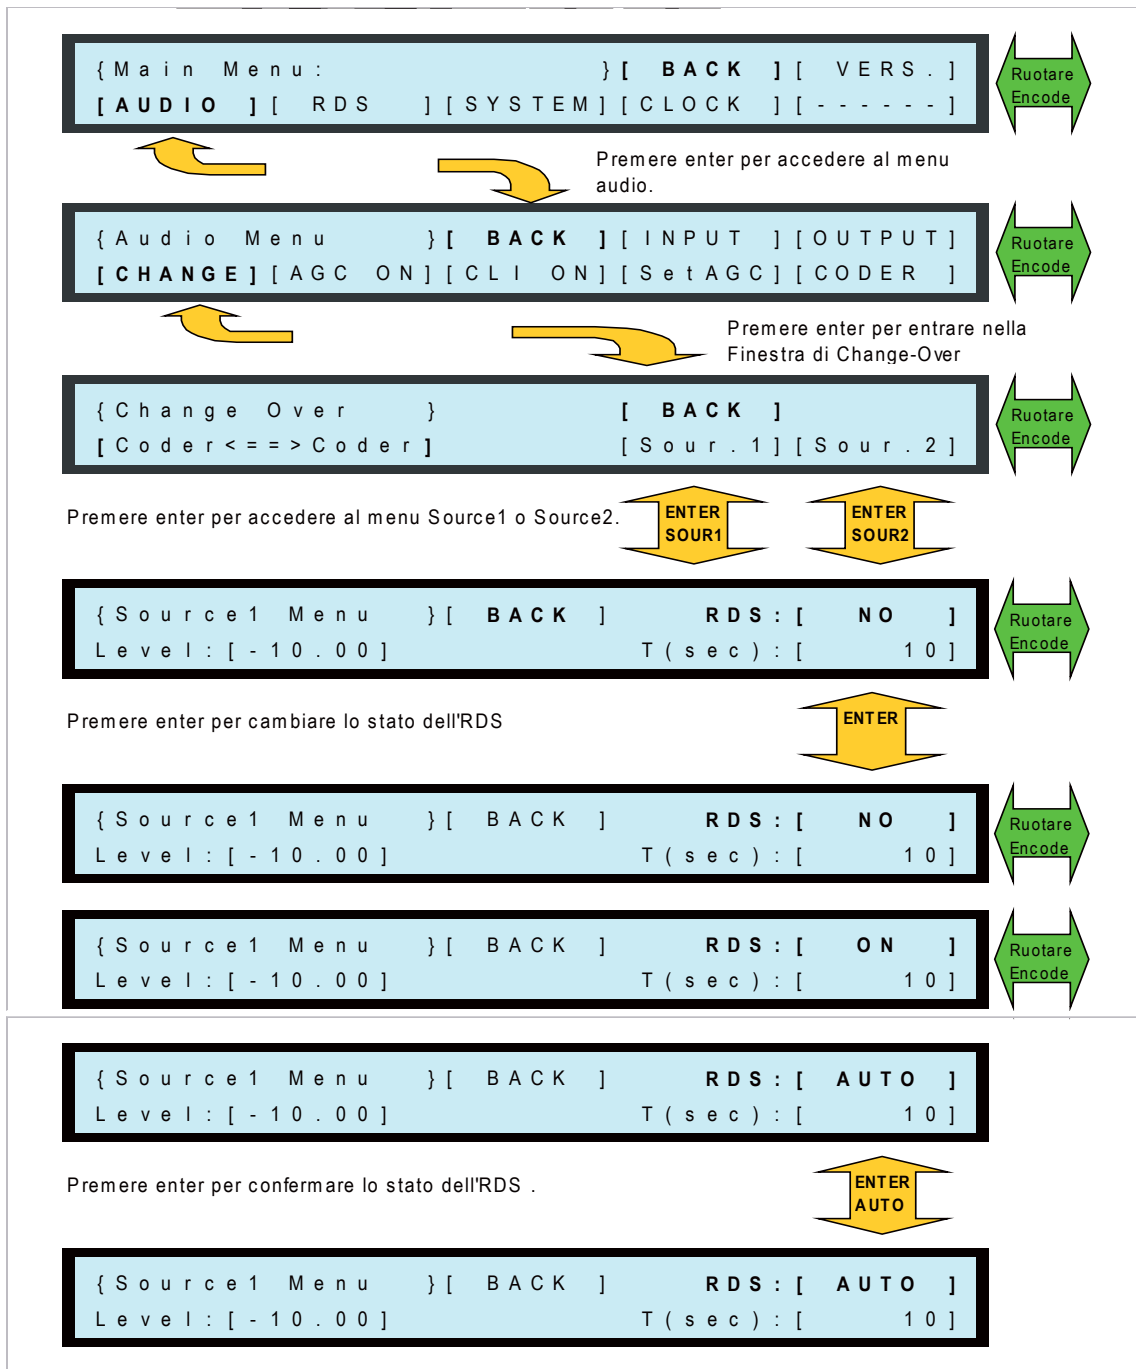 {Main Menu: }[ BACK ][ VERS.]
[AUDIO ][ RDS ][SYSTEM][CLOCK ][------]
Ruotare
Encode
Premere enter per accedere al menu
audio.
{Audio Menu }[ BACK ][INPUT ][OUTPUT]
[CHANGE][AGC ON][CLI ON][SetAGC][CODER ]
Ruotare
Encode
Premere enter per entrare nella
Finestra di Change-Over
{Change Over } [ BACK ]
[Coder<==>Coder] [Sour.1][Sour.2]
Ruotare
Encode
Premere enter per accedere al menu Source1 o Source2.
ENTER
SOUR1
ENTER
SOUR2
{Source1 Menu }[ BACK ] RDS:[ NO ]
Level:[-10.00] T(sec):[ 10]
Ruotare
Encode
Premere enter per cambiare lo stato dell'RDS
ENTER
{Source1 Menu }[ BACK ] RDS:[ NO ]
Level:[-10.00] T(sec):[ 10]
Ruotare
Encode
{Source1 Menu }[ BACK ] RDS:[ ON ]
Level:[-10.00] T(sec):[ 10]
Ruotare
Encode
{Source1 Menu }[ BACK ] RDS:[ AUTO ]
Level:[-10.00] T(sec):[ 10]
Premere enter per confermare lo stato dell'RDS .
ENTER
AUTO
{Source1 Menu }[ BACK ] RDS:[ AUTO ]
Level:[-10.00] T(sec):[ 10]